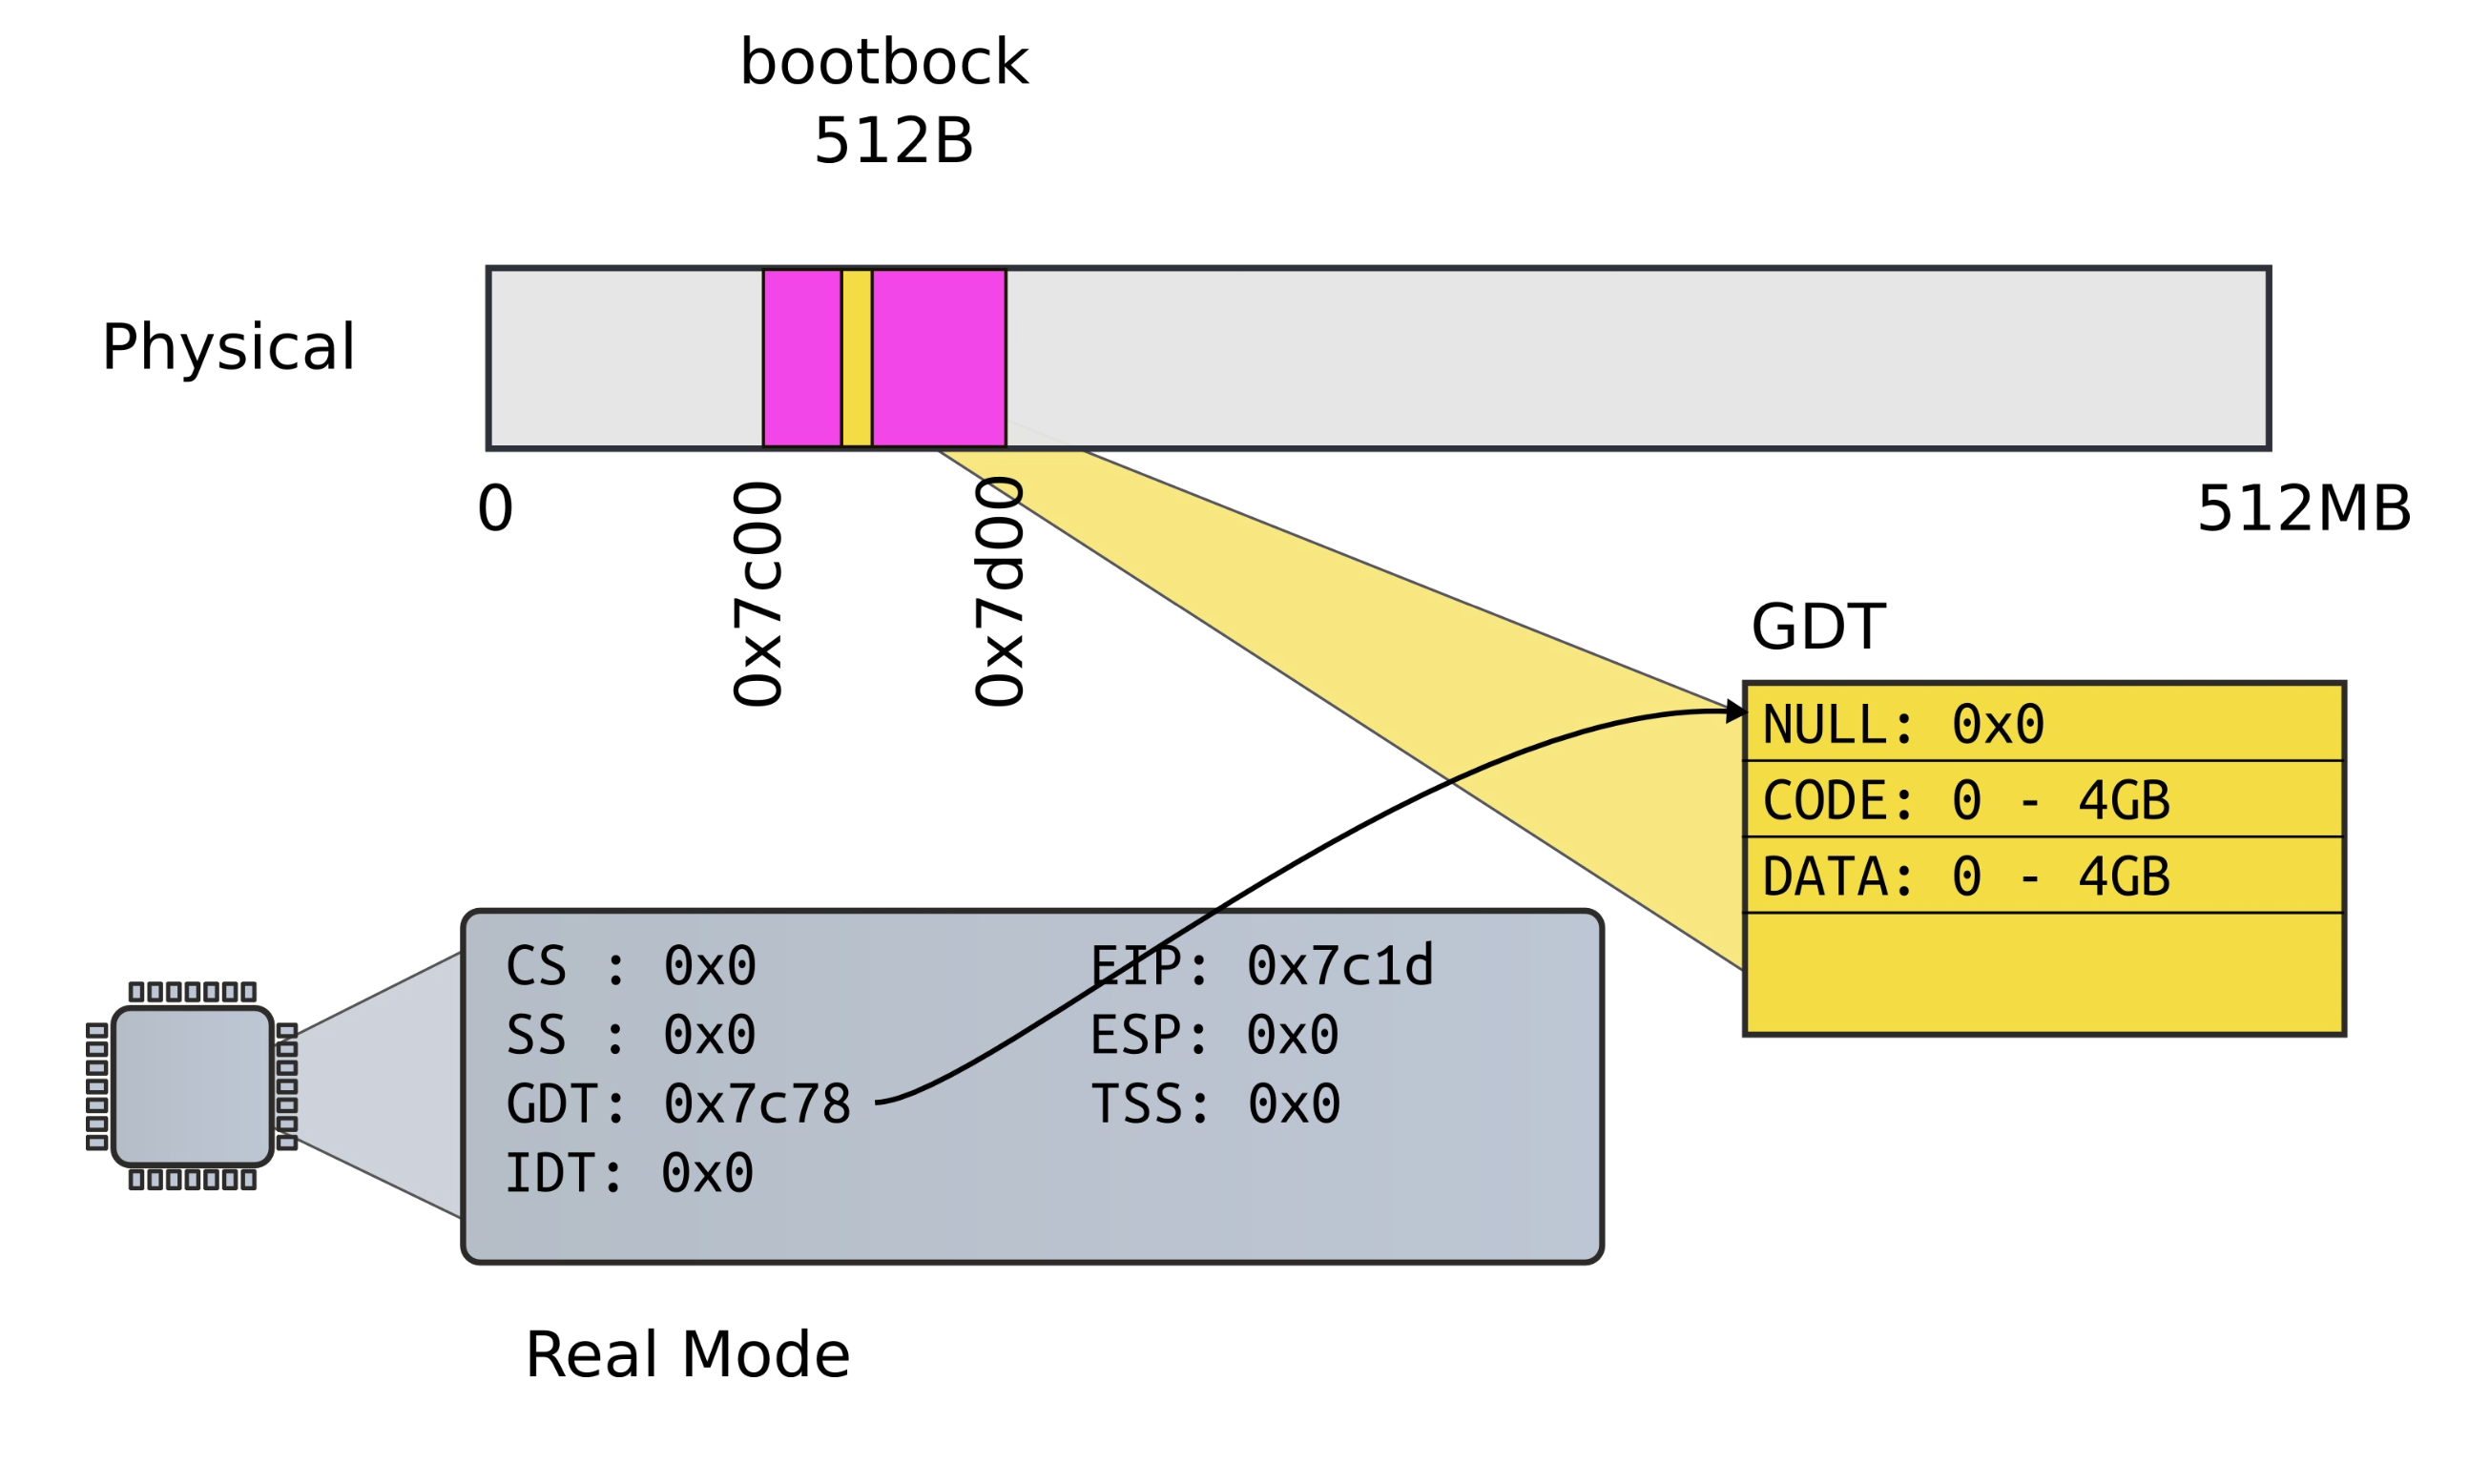 bootbock
512B
Physical
0
0x7c00
0x7d00
512MB
GDT
NULL: 0x0
CODE: 0 - 4GB
DATA: 0 - 4GB
CS : 0x0
EIP: 0x7c1d
SS : 0x0
ESP: 0x0
GDT: 0x7c78
TSS: 0x0
IDT: 0x0
Real Mode